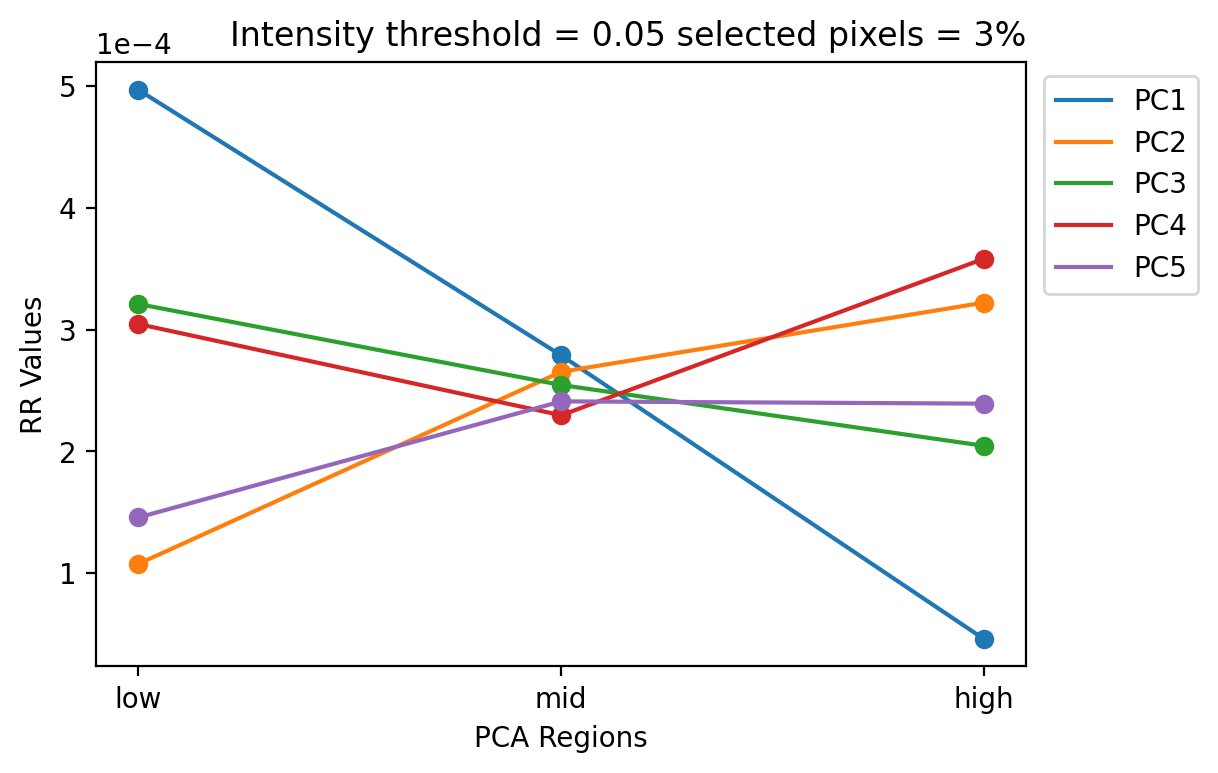 Intensity threshold = 0.05 selected pixels = 3%
1e−4
5
4
3
2
1
RR Values
low
mid
high
PCA Regions
PC1
PC2
PC3
PC4
PC5